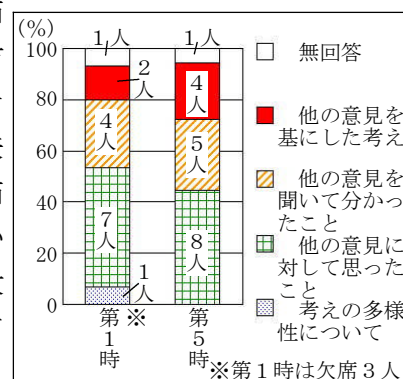 (%)
100
80
60
40
20
0
1人
2人
4人
7人
1人
1人
4人
5人
8人
第1時
※
第5時
無回答
他の意見を
基にした考え
他の意見を
聞いて分かっ
たこと
他の意見に
対して思った
こと
考えの多様
性について
※第1時は欠席3人